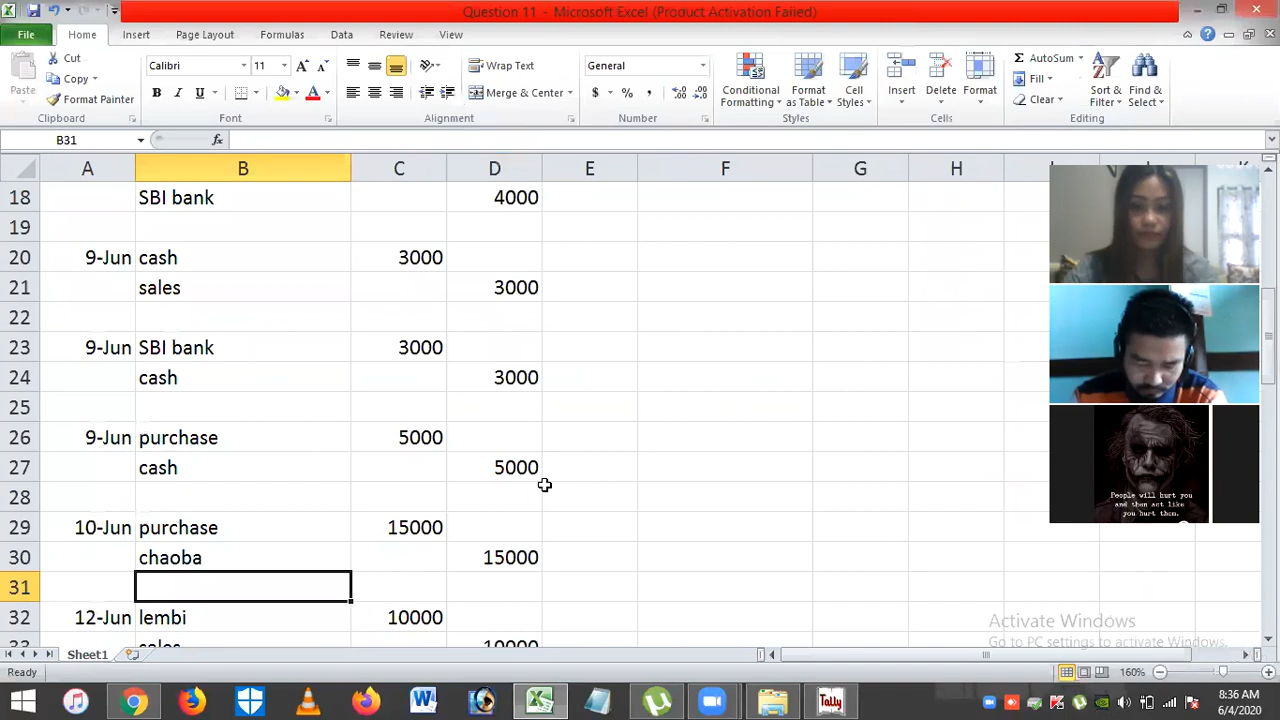 Question 11 - Microsoft Excel (Product Activation Failed)
File Home Insert Page Layout Formulas Data Review View
Cut
Copy
Format Painter
Paste
Clipboard
Calibri 11
B I U
Font
Wrap Text
Merge & Center
Alignment
General
$ % ,
Number
Conditional Formatting
Format as Table
Cell Styles
Styles
Insert Delete Format
Cells
AutoSum
Fill
Clear
Sort & Filter
Find & Select
Editing
B31 fx
A B C D E F G H
18 SBI bank 4000
19
20 9-Jun cash 3000
21 sales 3000
22
23 9-Jun SBI bank 3000
24 cash 3000
25
26 9-Jun purchase 5000
27 cash 5000
28
29 10-Jun purchase 15000
30 chaoba 15000
31
32 12-Jun lembi 10000
33 sales 10000
People will hurt you
and then act like
you hurt them.
Activate Windows
Go to PC settings to activate Windows.
Sheet1
Ready 160%
Tally
8:36 AM
6/4/2020